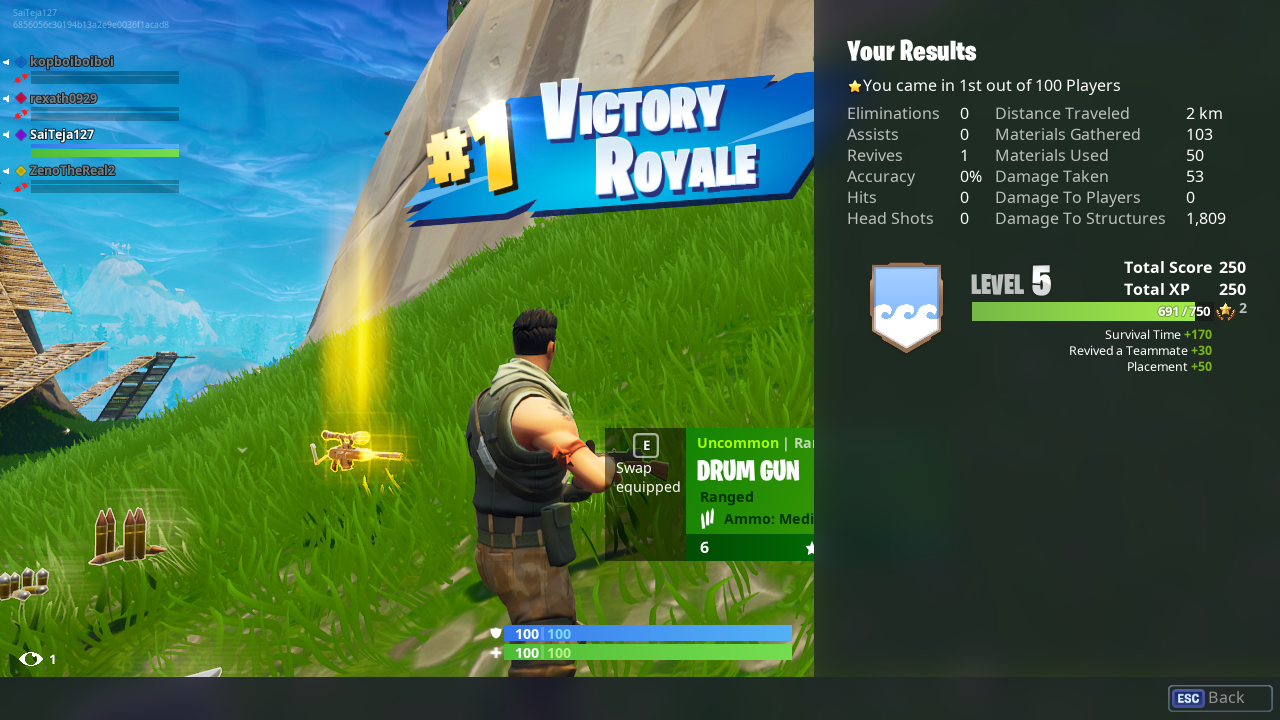 SaiTeja127
kopboiboiboi
rexath0929
SaiTeja127
ZenoTheReal2
#1 VICTORY
ROYALE
E
Swap
equipped
Uncommon | Ra
DRUM GUN
Ranged
Ammo: Medi
6
100 | 100
100 | 100
1
Your Results
You came in 1st out of 100 Players
Eliminations 0 Distance Traveled 2 km
Assists 0 Materials Gathered 103
Revives 1 Materials Used 50
Accuracy 0% Damage Taken 53
Hits 0 Damage To Players 0
Head Shots 0 Damage To Structures 1,809
LEVEL 5
Total Score 250
Total XP 250
691 / 750 2
Survival Time +170
Revived a Teammate +30
Placement +50
ESC Back